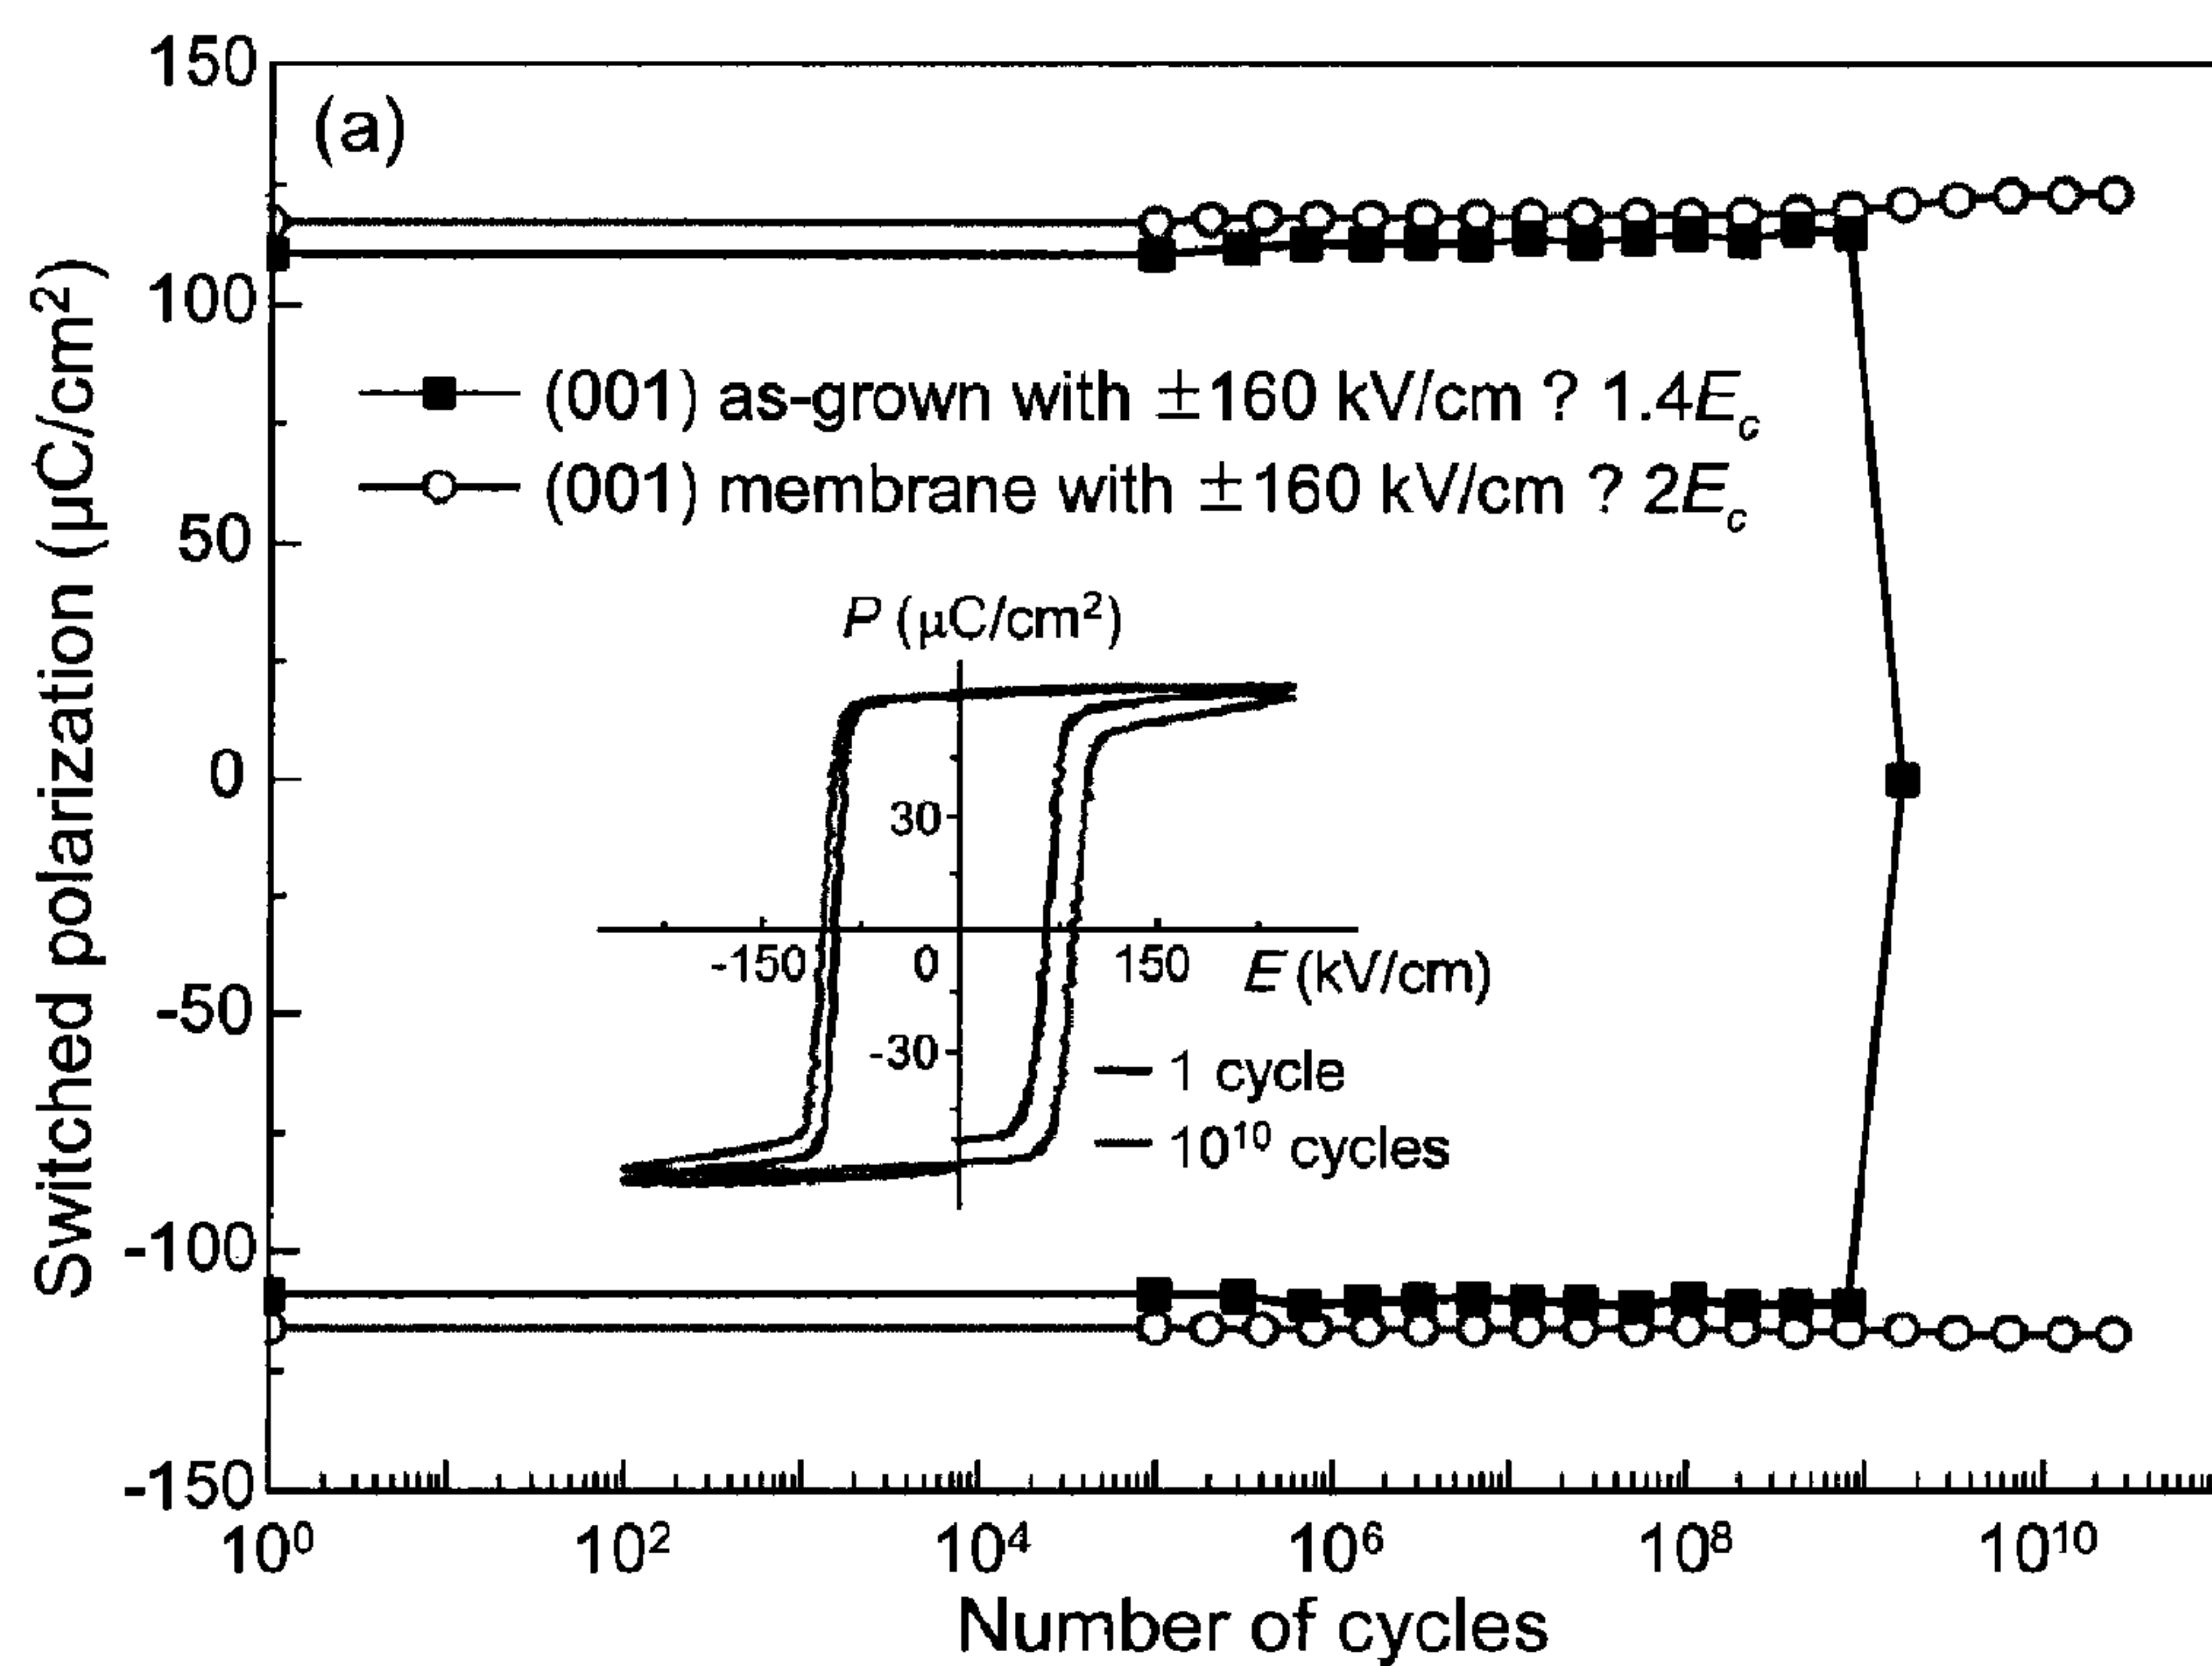 (a)
Switched polarization (μC/cm²)
150
100
50
0
-50
-100
-150
(001) as-grown with ±160 kV/cm ? 1.4E_c
(001) membrane with ±160 kV/cm ? 2E_c
P (μC/cm²)
30
-150 0 150 E (kV//cm)
-30
1 cycle
10¹⁰ cycles
10⁰ 10² 10⁴ 10⁶ 10⁸ 10¹⁰
Number of cycles